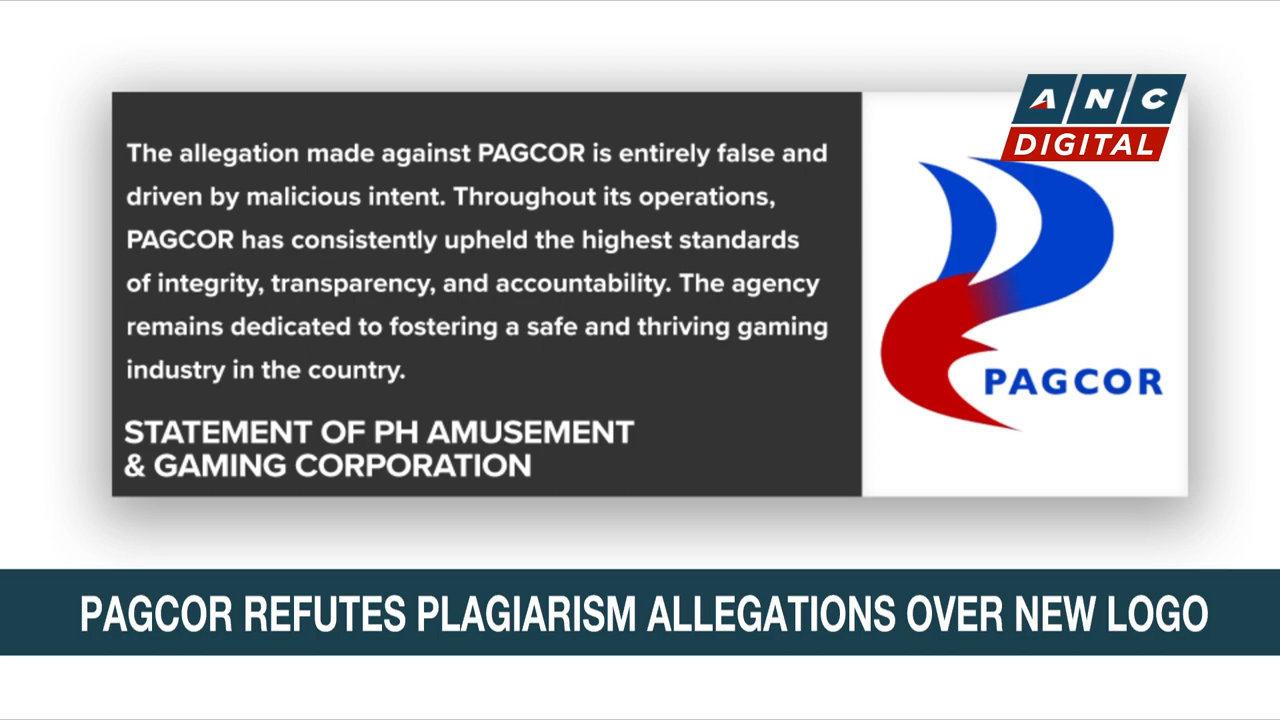 ANC
DIGITAL
The allegation made against PAGCOR is entirely false and
driven by malicious intent. Throughout its operations,
PAGCOR has consistently upheld the highest standards
of integrity, transparency, and accountability. The agency
remains dedicated to fostering a safe and thriving gaming
industry in the country.
STATEMENT OF PH AMUSEMENT
& GAMING CORPORATION
PAGCOR
PAGCOR REFUTES PLAGIARISM ALLEGATIONS OVER NEW LOGO